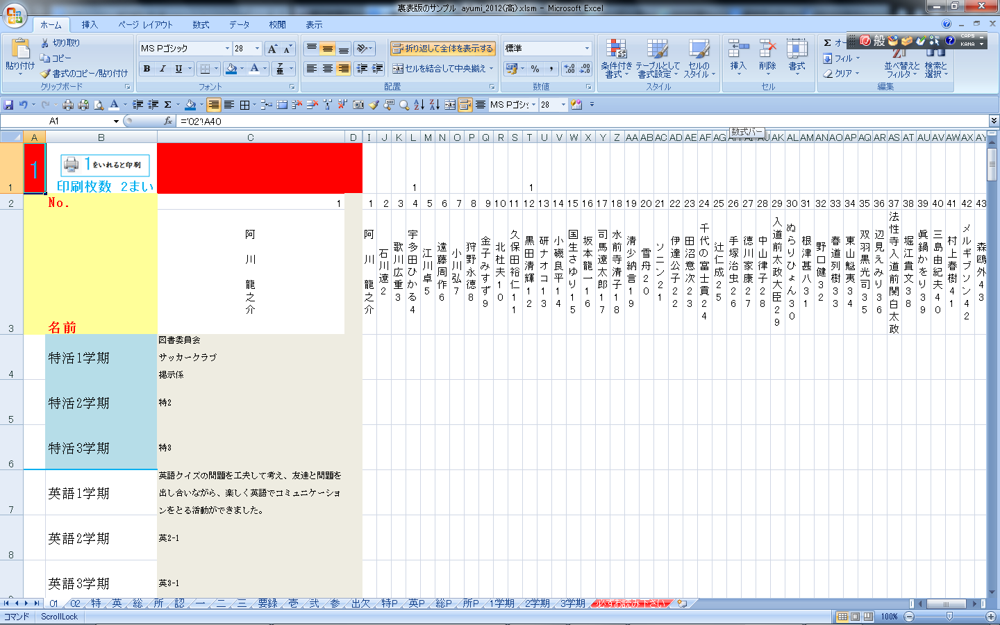 裏表版のサンプル ayumi_2012(高).xlsm - Microsoft Excel
ホーム 挿入 ページ レイアウト 数式 データ 校閲 表示
貼り付け 切り取り コピー 書式のコピー/貼り付け クリップボード
MS Pゴシック 28 フォント
折り返して全体を表示する セルを結合して中央揃え 配置
標準 数値
条件付き書式 テーブルとして書式設定 セルのスタイル スタイル
挿入 削除 書式 セル
Σ オー フィル クリア 並べ替えとフィルタ 検索と選択 編集
般 CAPS KANA
MS Pゴシ 28
A1 fx ='02'!A40
数式バー
A B C D I J K L M N O P Q R S T U V W X Y Z AA AB AC AD AE AF AG AH AI AJ AK AL AM AN AO AP AQ AR AS AT AU AV AW AX AY
1 1 1をいれると印刷
印刷枚数 2まい 1 1
2 No. 1 1 2 3 4 5 6 7 8 9 10 11 12 13 14 15 16 17 18 19 20 21 22 23 24 25 26 27 28 29 30 31 32 33 34 35 36 37 38 39 40 41 42 43
3 名前
阿川 龍之介
阿川 龍之介
石川遼2
歌川広重3
宇多田ひかる4
江川卓5
遠藤周作6
小川弘7
狩野永徳8
金子みすず9
北杜夫10
久保田裕仁11
黒田清輝12
研ナオコ13
小磯良平14
国生さゆり15
坂本龍一16
司馬遼太郎17
水前寺清子18
清少納言19
雪舟20
ソニン21
伊達公子22
田沼意次23
千代の富士貢24
辻仁成25
手塚治虫26
徳川家康27
中山律子28
入道前太政大臣29
ぬらりひょん30
根津甚八31
野口健32
春道列樹33
東山魁夷34
双羽黒光司35
辺見えみり36
法性寺入道前関白太政
堀江貴文38
眞鍋かをり39
三島由紀夫40
村上春樹41
メルギブソン42
森鴎外43
4 特活1学期 図書委員会
サッカークラブ
掲示係
5 特活2学期 特2
6 特活3学期 特3
7 英語1学期 英語クイズの問題を工夫して考え、友達と問題を
出し合いながら、楽しく英語でコミュニケーショ
ンをとる活動ができました。
8 英語2学期 英2-1
英語3学期 英3-1
01 02 特 英 総 所 認 一 二 三 要録 壱 弐 参 出欠 特P 英P 総P 所P 1学期 2学期 3学期 必ずお読み下さい
コマンド ScrollLock 100%